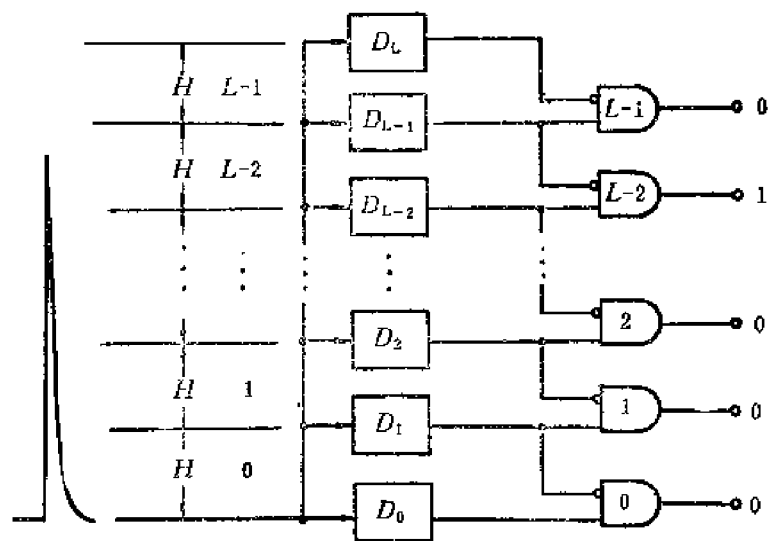 D_L
H L-1 L-1 0
D_{L-1}
H L-2 L-2 1
D_{L-2}
2 0
D_2
H 1 1 0
D_1
H 0 0 0
D_0